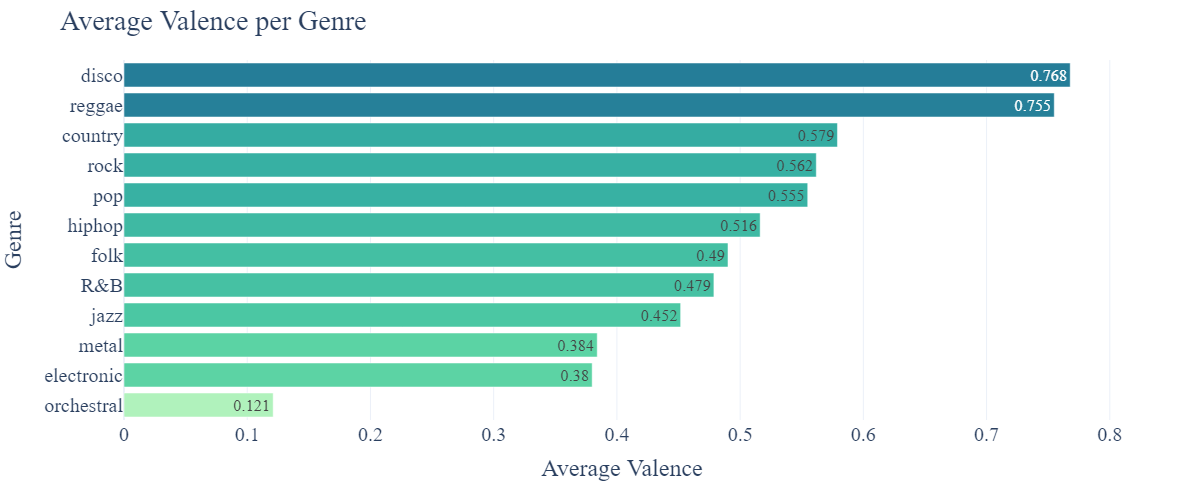 Average Valence per Genre
Genre
disco 0.768
reggae 0.755
country 0.579
rock 0.562
pop 0.555
hiphop 0.516
folk 0.49
R&B 0.479
jazz 0.452
metal 0.384
electronic 0.38
orchestral 0.121
0 0.1 0.2 0.3 0.4 0.5 0.6 0.7 0.8
Average Valence